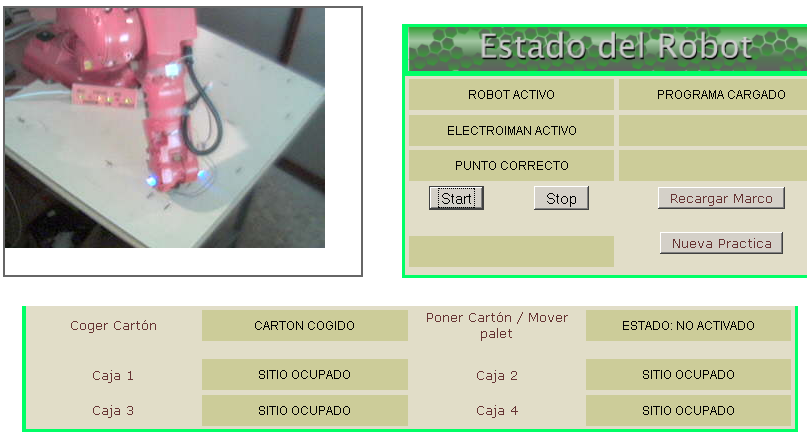 Estado del Robot
ROBOT ACTIVO
PROGRAMA CARGADO
ELECTROIMAN ACTIVO
PUNTO CORRECTO
Start
Stop
Recargar Marco
Nueva Practica
Coger Cartón
CARTON COGIDO
Poner Cartón / Mover
palet
ESTADO: NO ACTIVADO
Caja 1
SITIO OCUPADO
Caja 2
SITIO OCUPADO
Caja 3
SITIO OCUPADO
Caja 4
SITIO OCUPADO